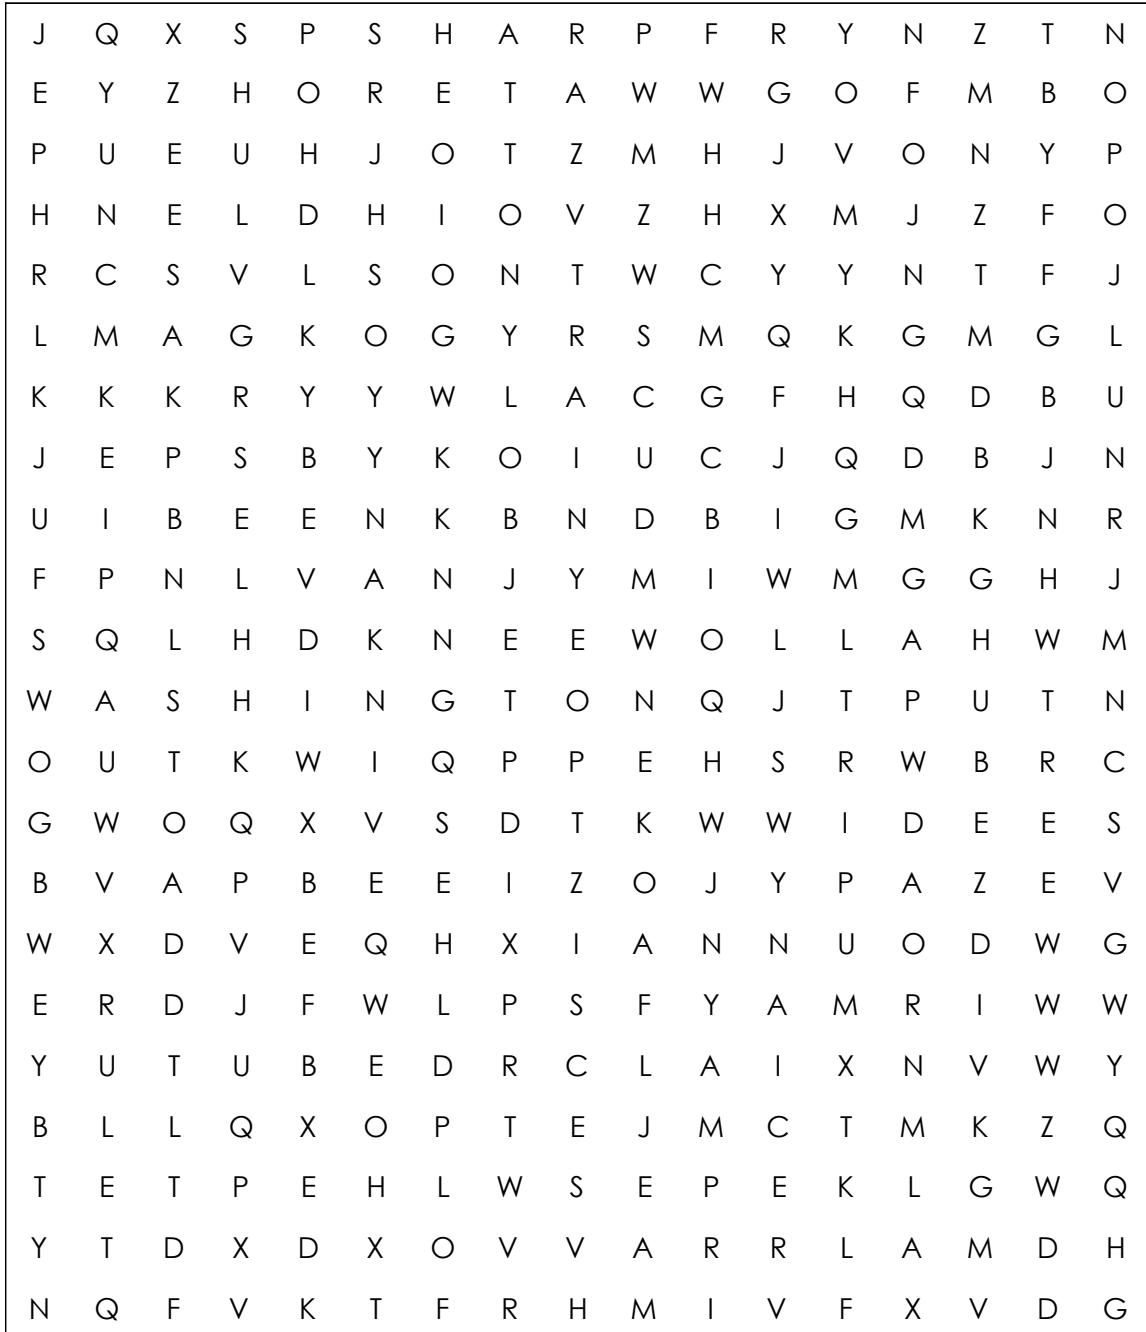 J Q X S P S H A R P F R Y N Z T N
E Y Z H O R E T A W W G O F M B O
P U E U H J O T Z M H J V O N Y P
H N E L D H I O V Z H X M J Z F O
R C S V L S O N T W C Y Y N T F J
L M A G K O G Y R S M Q K G M G L
K K K R Y Y W L A C G F H Q D B U
J E P S B Y K O I U C J Q D B J N
U I B E E N K B N D B I G M K N R
F P N L V A N J Y M I W M G G H J
S Q L H D K N E E W O L L A H W M
W A S H I N G T O N Q J T P U T N
O U T K W I Q P P E H S R W B R C
G W O Q X V S D T K W W I D E E S
B V A P B E E I Z O J Y P A Z E V
W X D V E Q H X I A N N U O D W G
E R D J F W L P S F Y A M R I W W
Y U T U B E D R C L A I X N V W Y
B L L Q X O P T E J M C T M K Z Q
T E T P E H L W S E P E K L G W Q
Y T D X D X O V V A R R L A M D H
N Q F V K T F R H M I V F X V D G